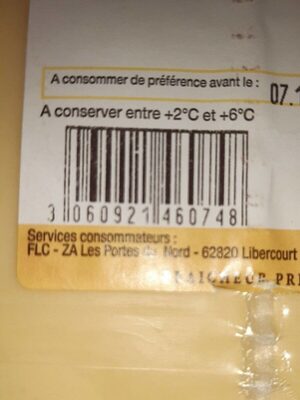 A consommer de préférence avant le :
07.1
A conserver entre +2°C et +6°C
3 060921 460748
Services consommateurs :
FLC - ZA Les Portes du Nord - 62820 Libercourt